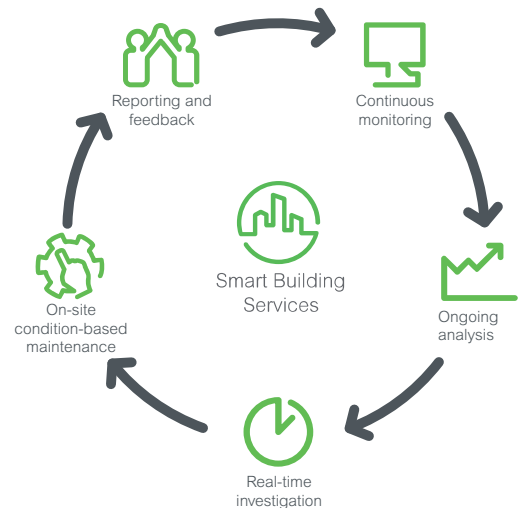 Reporting and
feedback
Continuous
monitoring
Smart Building
Services
Ongoing
analysis
On-site
condition-based
maintenance
Real-time
investigation